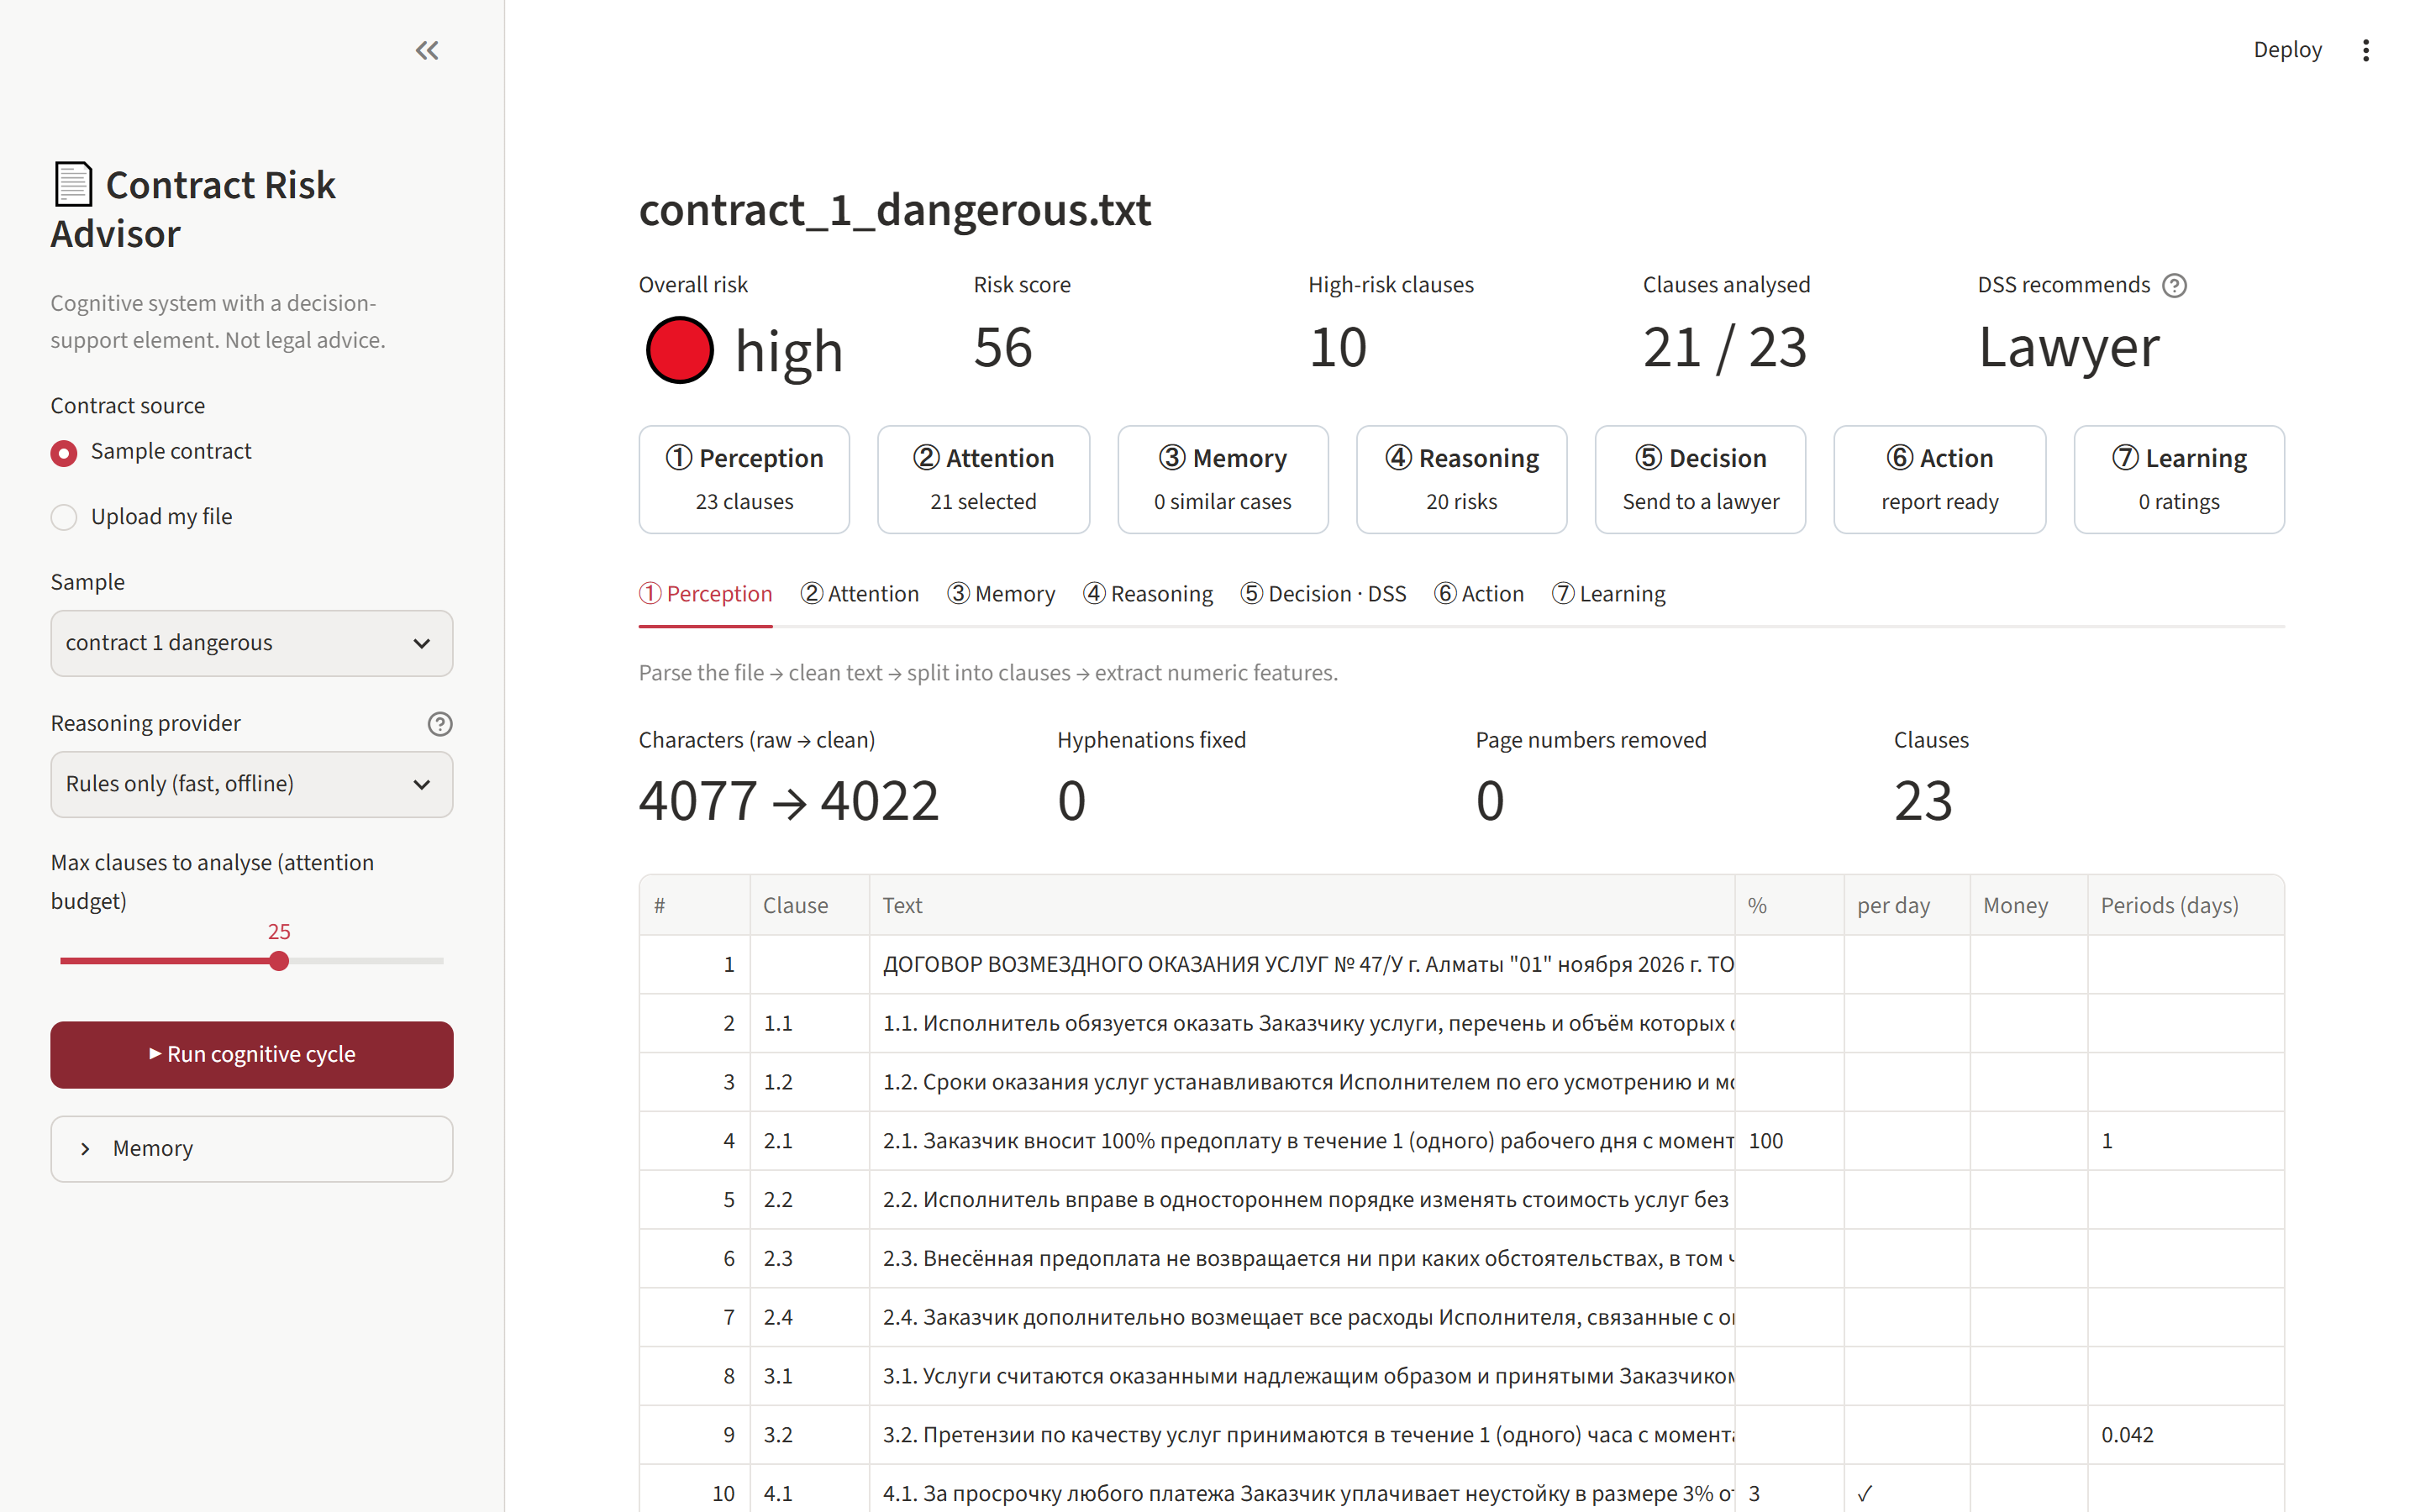 Deploy
Contract Risk
Advisor
Cognitive system with a decision-
support element. Not legal advice.
Contract source
Sample contract
Upload my file
Sample
contract 1 dangerous
Reasoning provider
Rules only (fast, offline)
Max clauses to analyse (attention
budget)
25
Run cognitive cycle
Memory
contract_1_dangerous.txt
Overall risk Risk score High-risk clauses Clauses analysed DSS recommends
high 56 10 21 / 23 Lawyer
① Perception ② Attention ③ Memory ④ Reasoning ⑤ Decision ⑥ Action ⑦ Learning
23 clauses 21 selected 0 similar cases 20 risks Send to a lawyer report ready 0 ratings
① Perception ② Attention ③ Memory ④ Reasoning ⑤ Decision · DSS ⑥ Action ⑦ Learning
Parse the file → clean text → split into clauses → extract numeric features.
Characters (raw → clean) Hyphenations fixed Page numbers removed Clauses
4077 → 4022 0 0 23
# Clause Text % per day Money Periods (days)
1 ДОГОВОР ВОЗМЕЗДНОГО ОКАЗАНИЯ УСЛУГ № 47/У г. Алматы "01" ноября 2026 г. ТО
2 1.1 1.1. Исполнитель обязуется оказать Заказчику услуги, перечень и объём которых
3 1.2 1.2. Сроки оказания услуг устанавливаются Исполнителем по его усмотрению и
4 2.1 2.1. Заказчик вносит 100% предоплату в течение 1 (одного) рабочего дня с момент 100 1
5 2.2 2.2. Исполнитель вправе в одностороннем порядке изменять стоимость услуг без
6 2.3 2.3. Внесённая предоплата не возвращается ни при каких обстоятельствах, в том
7 2.4 2.4. Заказчик дополнительно возмещает все расходы Исполнителя, связанные с
8 3.1 3.1. Услуги считаются оказанными надлежащим образом и принятыми Заказчиком
9 3.2 3.2. Претензии по качеству услуг принимаются в течение 1 (одного) часа с момент 0.042
10 4.1 4.1. За просрочку любого платежа Заказчик уплачивает неустойку в размере 3% от 3 ✓